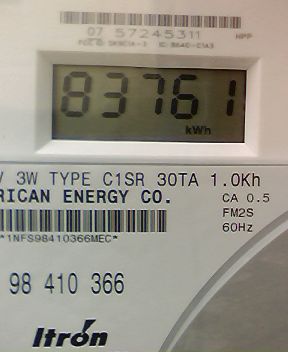 07 57245311
83761
kWh
V 3W TYPE C1SR 30TA 1.0Kh
RICAN ENERGY CO.
CA 0.5
FM2S
60Hz
*1NFS98410366MEC*
98 410 366
Itrón